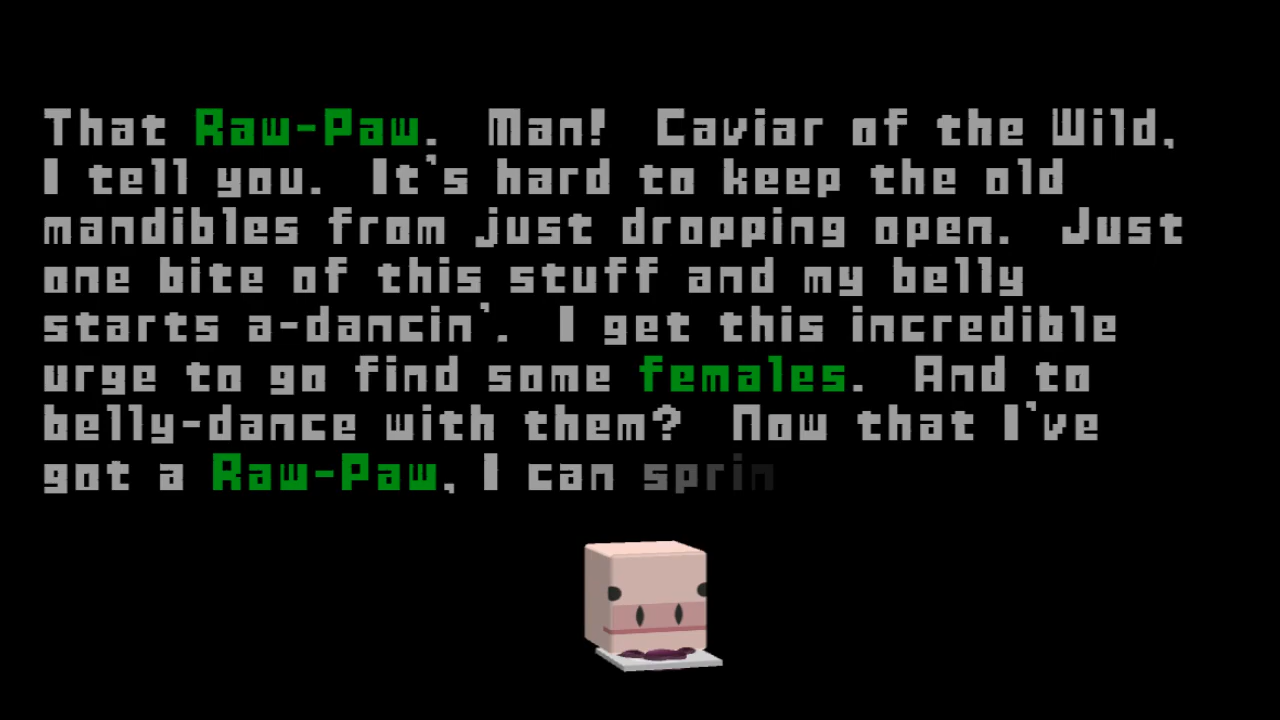 That Raw-Paw.  Man!  Caviar of the Wild,
I tell you.  It's hard to keep the old
mandibles from just dropping open.  Just
one bite of this stuff and my belly
starts a-dancin'.  I get this incredible
urge to go find some females.  And to
belly-dance with them?  Now that I've
got a Raw-Paw, I can sprin